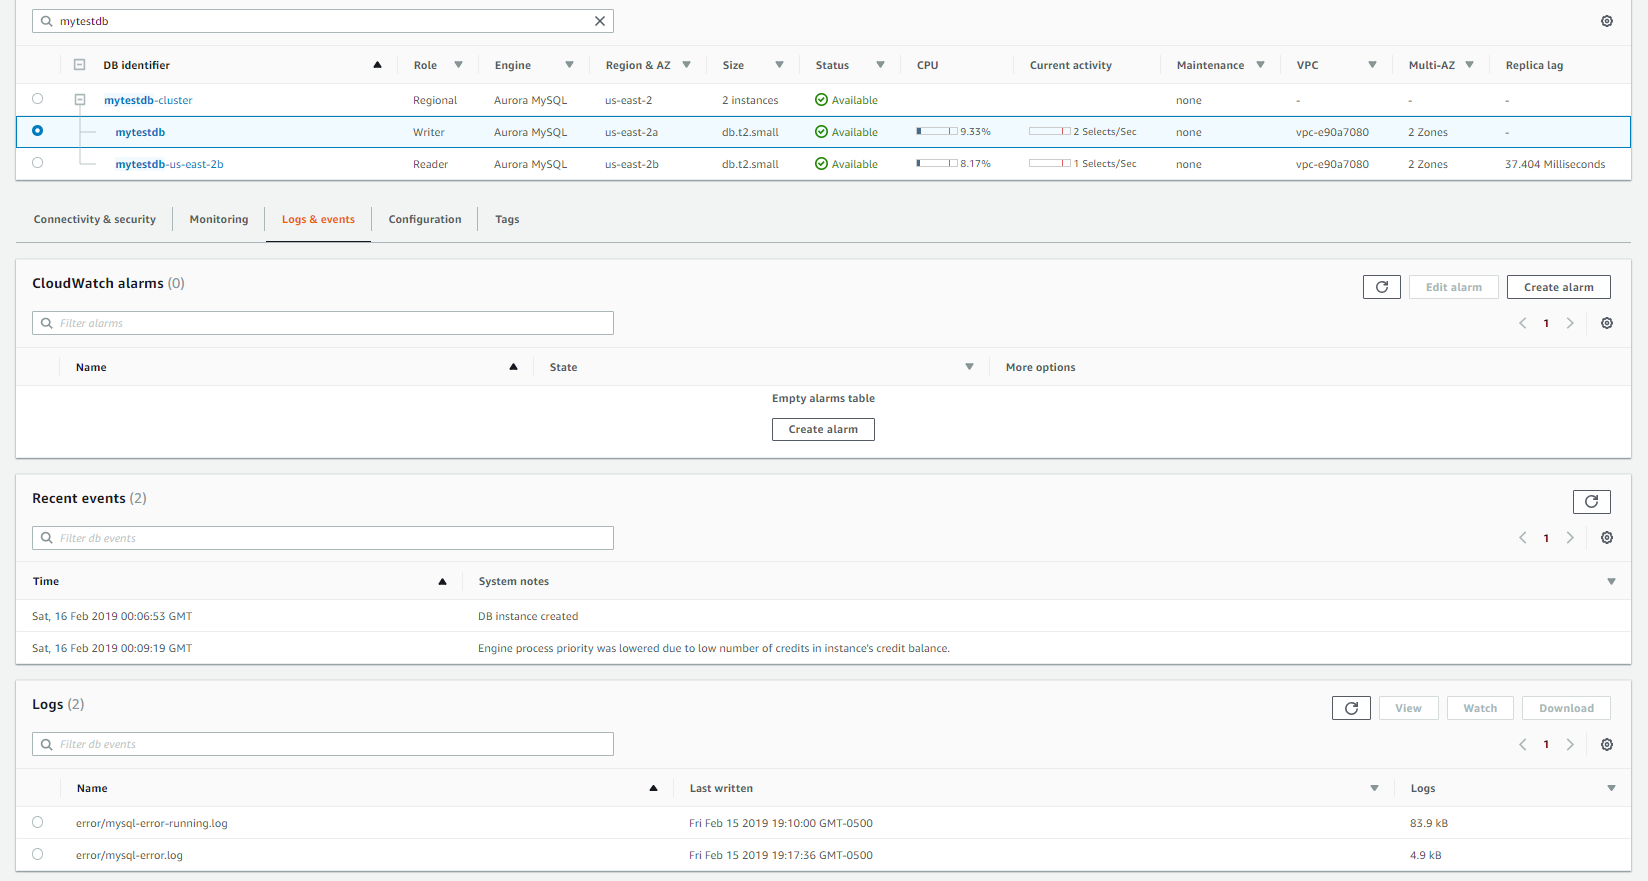 mytestdb
DB identifier Role Engine Region & AZ Size Status CPU Current activity Maintenance VPC Multi-AZ Replica lag
mytestdb-cluster Regional Aurora MySQL us-east-2 2 instances Available none - - -
mytestdb Writer Aurora MySQL us-east-2a db.t2.small Available 9.33% 2 Selects/Sec none vpc-e90a7080 2 Zones -
mytestdb-us-east-2b Reader Aurora MySQL us-east-2b db.t2.small Available 8.17% 1 Selects/Sec none vpc-e90a7080 2 Zones 37.404 Milliseconds
Connectivity & security Monitoring Logs & events Configuration Tags
CloudWatch alarms (0) Edit alarm Create alarm
Filter alarms 1
Name State More options
Empty alarms table
Create alarm
Recent events (2)
Filter db events 1
Time System notes
Sat, 16 Feb 2019 00:06:53 GMT DB instance created
Sat, 16 Feb 2019 00:09:19 GMT Engine process priority was lowered due to low number of credits in instance's credit balance.
Logs (2) View Watch Download
Filter db events 1
Name Last written Logs
error/mysql-error-running.log Fri Feb 15 2019 19:10:00 GMT-0500 83.9 kB
error/mysql-error.log Fri Feb 15 2019 19:17:36 GMT-0500 4.9 kB